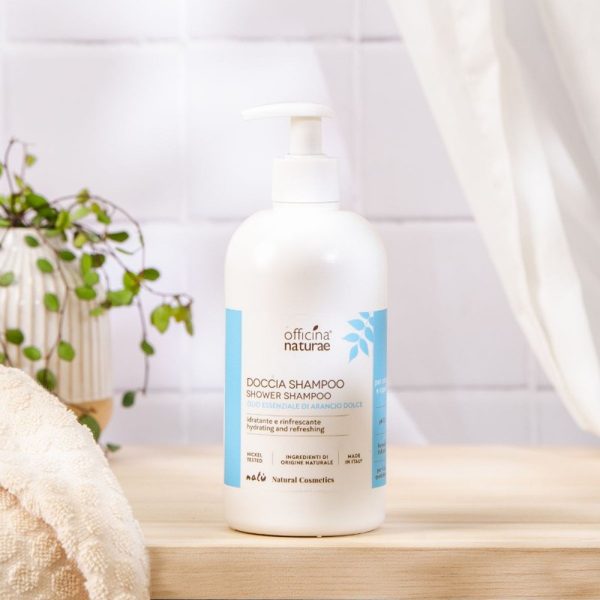 officina
naturae
DOCCIA SHAMPOO
SHOWER SHAMPOO
OLIO ESSENZIALE DI ARANCIO DOLCE
idratante e rinfrescante
hydrating and refreshing
NICKEL
TESTED
INGREDIENTI DI
ORIGINE NATURALE
MADE
IN ITALY
natù Natural Cosmetics